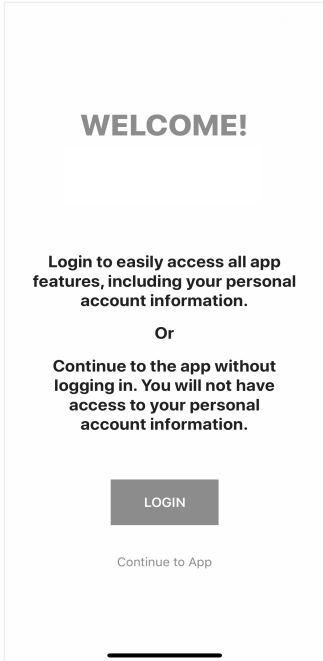 WELCOME!
Login to easily access all app
features, including your personal
account information.
Or
Continue to the app without
logging in. You will not have
access to your personal
account information.
LOGIN
Continue to App